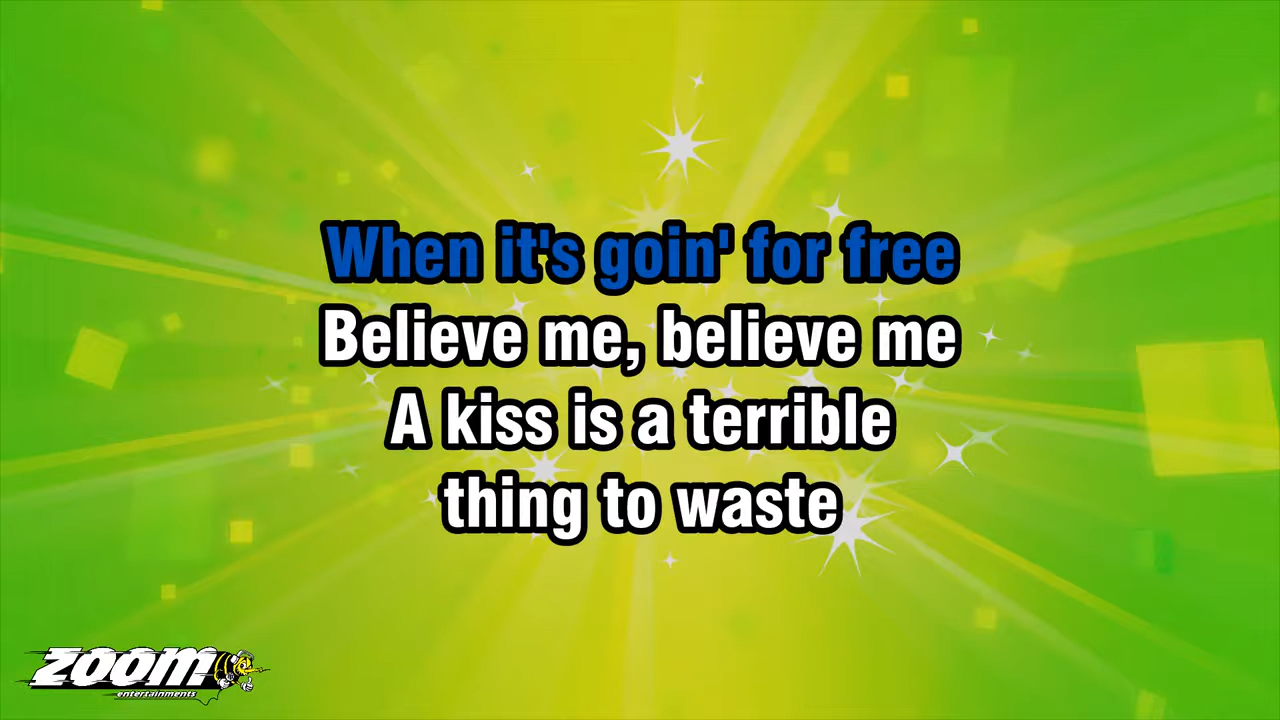 When it's goin' for free
Believe me, believe me
A kiss is a terrible
thing to waste
ZOOM
entertainments